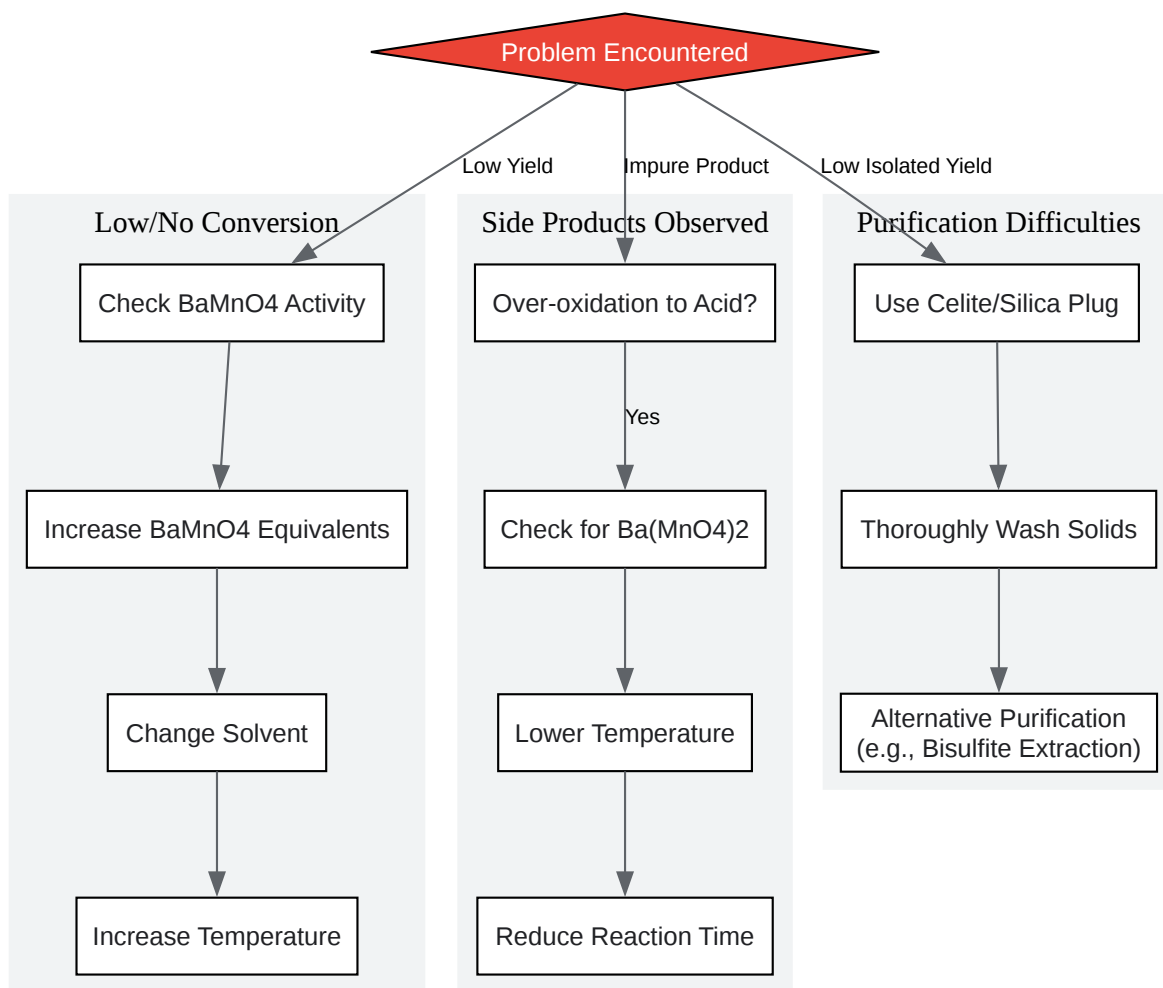 Problem Encountered
Low Yield
Impure Product
Low Isolated Yield
Low/No Conversion
Side Products Observed
Purification Difficulties
Check BaMnO4 Activity
Over-oxidation to Acid?
Use Celite/Silica Plug
Yes
Increase BaMnO4 Equivalents
Check for Ba(MnO4)2
Thoroughly Wash Solids
Change Solvent
Lower Temperature
Alternative Purification
(e.g., Bisulfite Extraction)
Increase Temperature
Reduce Reaction Time